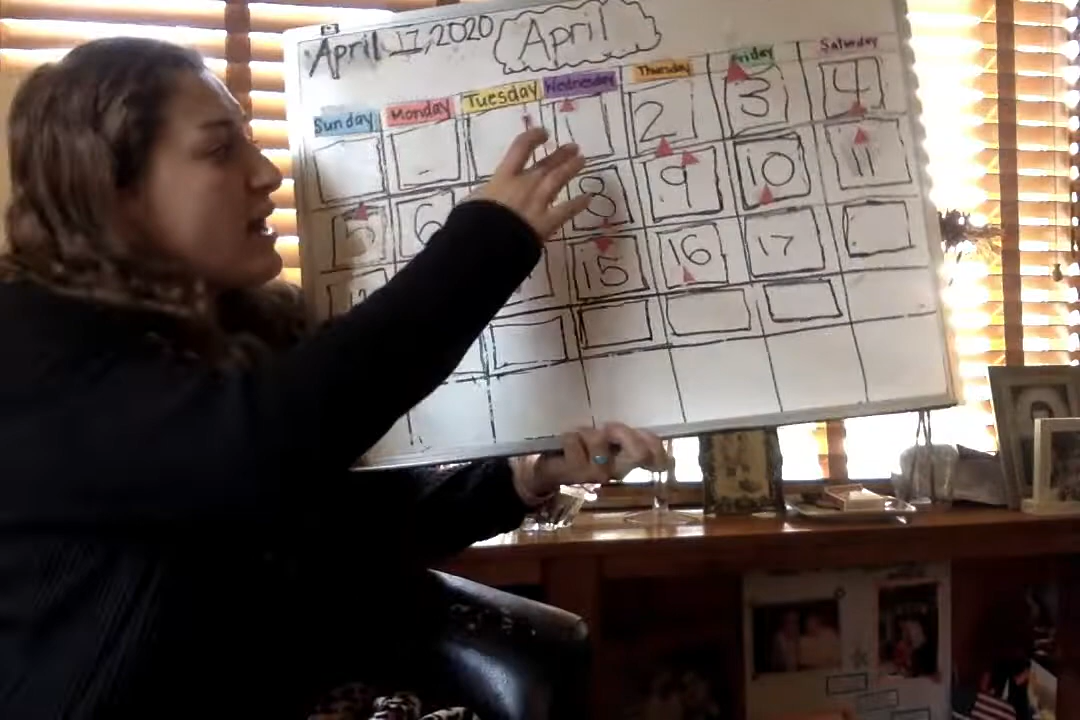 April 17, 2020
April
Sunday Monday Tuesday Wednesday Thursday Friday Saturday
1 2 3 4
5 6 8 9 10 11
15 16 17